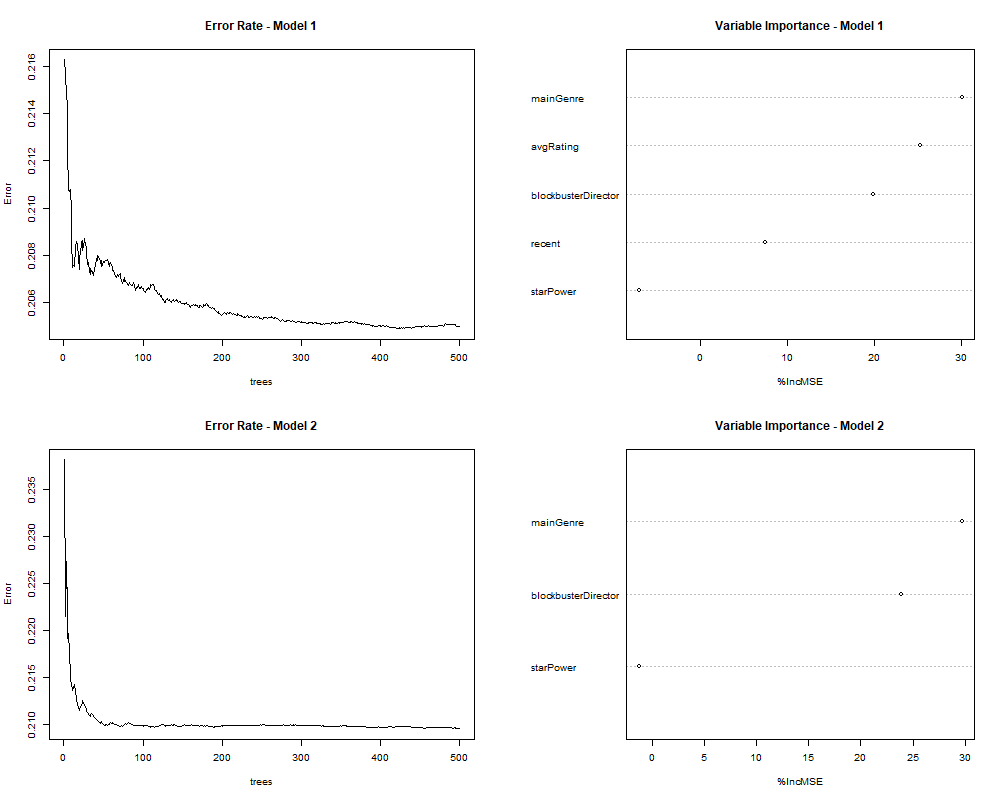 Error Rate - Model 1
Error
0.216
0.214
0.212
0.210
0.208
0.206
0 100 200 300 400 500
trees
Variable Importance - Model 1
mainGenre
avgRating
blockbusterDirector
recent
starPower
0 10 20 30
%IncMSE
Error Rate - Model 2
Error
0.235
0.230
0.225
0.220
0.215
0.210
0 100 200 300 400 500
trees
Variable Importance - Model 2
mainGenre
blockbusterDirector
starPower
0 5 10 15 20 25 30
%IncMSE